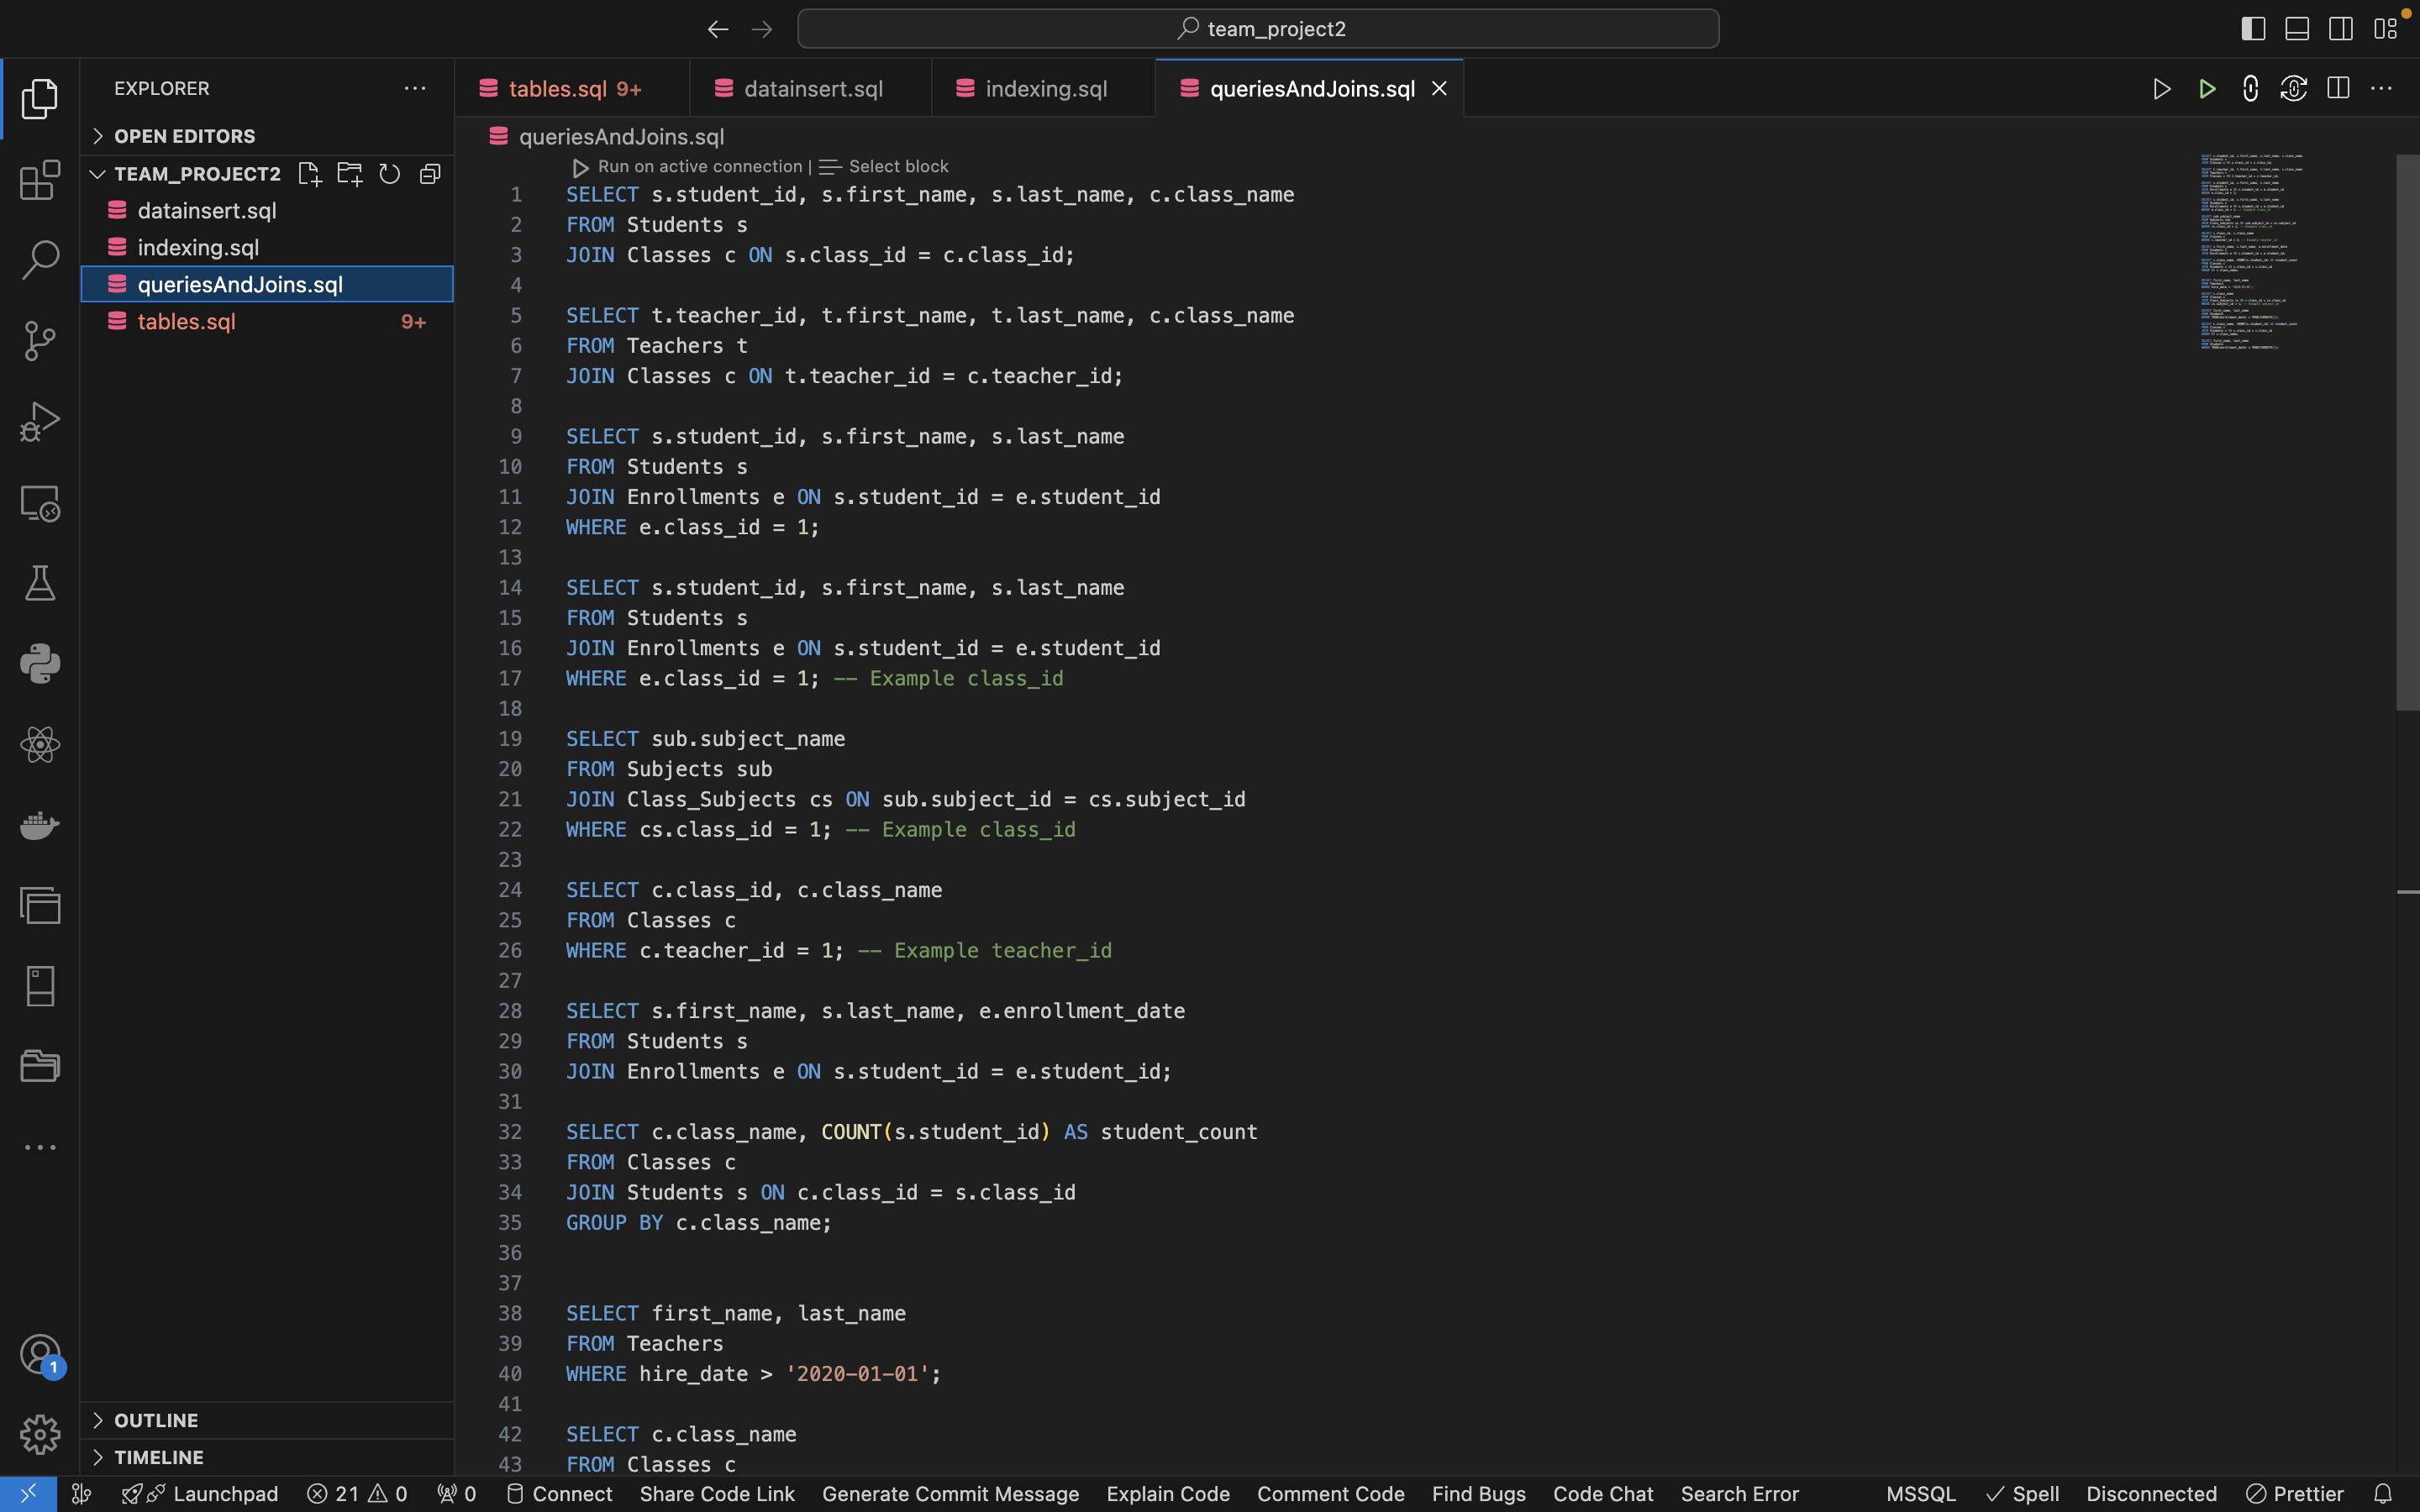 team_project2
EXPLORER
OPEN EDITORS
TEAM_PROJECT2
datainsert.sql
indexing.sql
queriesAndJoins.sql
tables.sql 9+
OUTLINE
TIMELINE
tables.sql 9+
datainsert.sql
indexing.sql
queriesAndJoins.sql
queriesAndJoins.sql
Run on active connection | Select block
1 SELECT s.student_id, s.first_name, s.last_name, c.class_name
2 FROM Students s
3 JOIN Classes c ON s.class_id = c.class_id;
4
5 SELECT t.teacher_id, t.first_name, t.last_name, c.class_name
6 FROM Teachers t
7 JOIN Classes c ON t.teacher_id = c.teacher_id;
8
9 SELECT s.student_id, s.first_name, s.last_name
10 FROM Students s
11 JOIN Enrollments e ON s.student_id = e.student_id
12 WHERE e.class_id = 1;
13
14 SELECT s.student_id, s.first_name, s.last_name
15 FROM Students s
16 JOIN Enrollments e ON s.student_id = e.student_id
17 WHERE e.class_id = 1; -- Example class_id
18
19 SELECT sub.subject_name
20 FROM Subjects sub
21 JOIN Class_Subjects cs ON sub.subject_id = cs.subject_id
22 WHERE cs.class_id = 1; -- Example class_id
23
24 SELECT c.class_id, c.class_name
25 FROM Classes c
26 WHERE c.teacher_id = 1; -- Example teacher_id
27
28 SELECT s.first_name, s.last_name, e.enrollment_date
29 FROM Students s
30 JOIN Enrollments e ON s.student_id = e.student_id;
31
32 SELECT c.class_name, COUNT(s.student_id) AS student_count
33 FROM Classes c
34 JOIN Students s ON c.class_id = s.class_id
35 GROUP BY c.class_name;
36
37
38 SELECT first_name, last_name
39 FROM Teachers
40 WHERE hire_date > '2020-01-01';
41
42 SELECT c.class_name
43 FROM Classes c
1
Launchpad 21 0 0 Connect Share Code Link Generate Commit Message Explain Code Comment Code Find Bugs Code Chat Search Error MSSQL Spell Disconnected Prettier